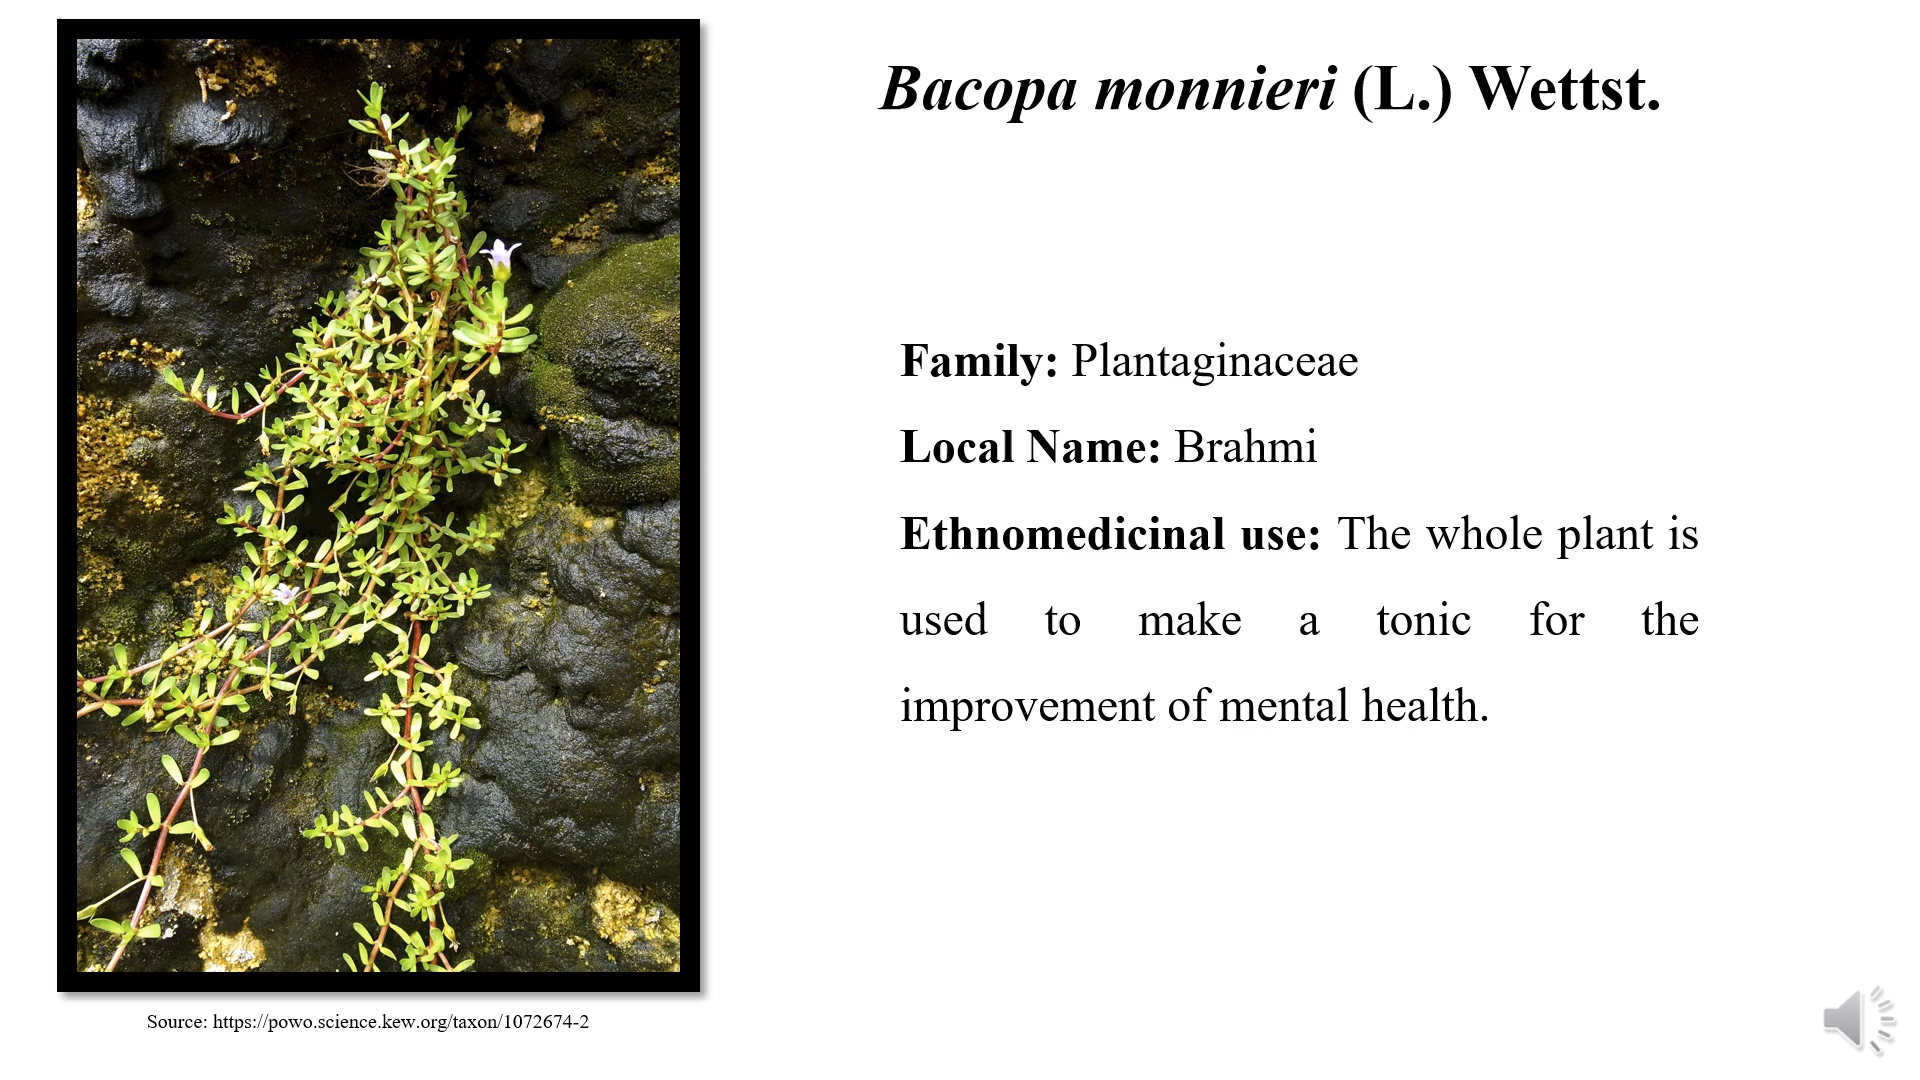 Bacopa monnieri (L.) Wettst.
Family: Plantaginaceae
Local Name: Brahmi
Ethnomedicinal use: The whole plant is
used to make a tonic for the
improvement of mental health.
Source: https://powo.science.kew.org/taxon/1072674-2